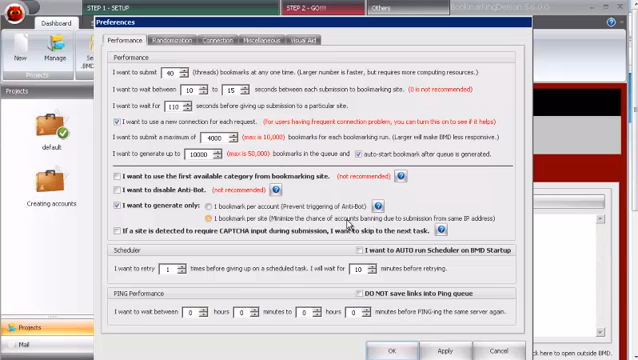 STEP 1 - SETUP
STEP 2 - GO!!!
Others
BookmarkingDemon 5.4.0.0
Dashboard
New
Manage
Projects
Projects
default
Creating accounts
Projects
Mail
Preferences
Performance
Randomization
Connection
Miscellaneous
Visual Aid
Performance
I want to submit 40 (threads) bookmarks at any one time. (Larger number is faster, but requires more computing resources.)
I want to wait between 10 to 15 seconds between each submission to bookmarking site. (0 is not recommended)
I want to wait for 110 seconds before giving up submission to a particular site.
I want to use a new connection for each request. (For users having frequent connection problem, you can turn this on to see if it helps)
I want to submit a maximum of 4000 (max is 10,000) bookmarks for each bookmarking run. (Larger will make BMD less responsive.)
I want to generate up to 10000 (max is 50,000) bookmarks in the queue and auto-start bookmark after queue is generated.
I want to use the first available category from bookmarking site. (not recommended)
I want to disable Anti-Bot. (not recommended)
I want to generate only: 1 bookmark per account (Prevent triggering of Anti-Bot)
1 bookmark per site (Minimize the chance of accounts banning due to submission from same IP address)
If a site is detected to require CAPTCHA input during submission, I want to skip to the next task.
Scheduler
I want to AUTO run Scheduler on BMD Startup
I want to retry 1 times before giving up on a scheduled task. I will wait for 10 minutes before retrying.
PING Performance
DO NOT save links into Ping queue
I want to wait between 0 hours 0 minutes to 0 hours 0 minutes before PING-ing the same server again.
OK
Apply
Cancel
here to open outside BMD.